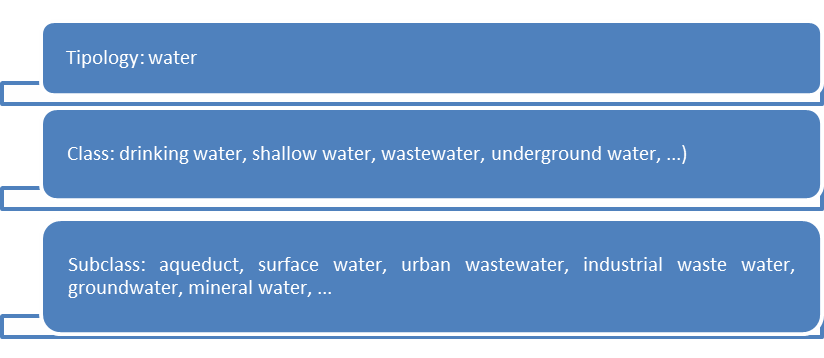 Tipology: water
Class: drinking water, shallow water, wastewater, underground water, ...)
Subclass: aqueduct, surface water, urban wastewater, industrial waste water,
groundwater, mineral water, ...